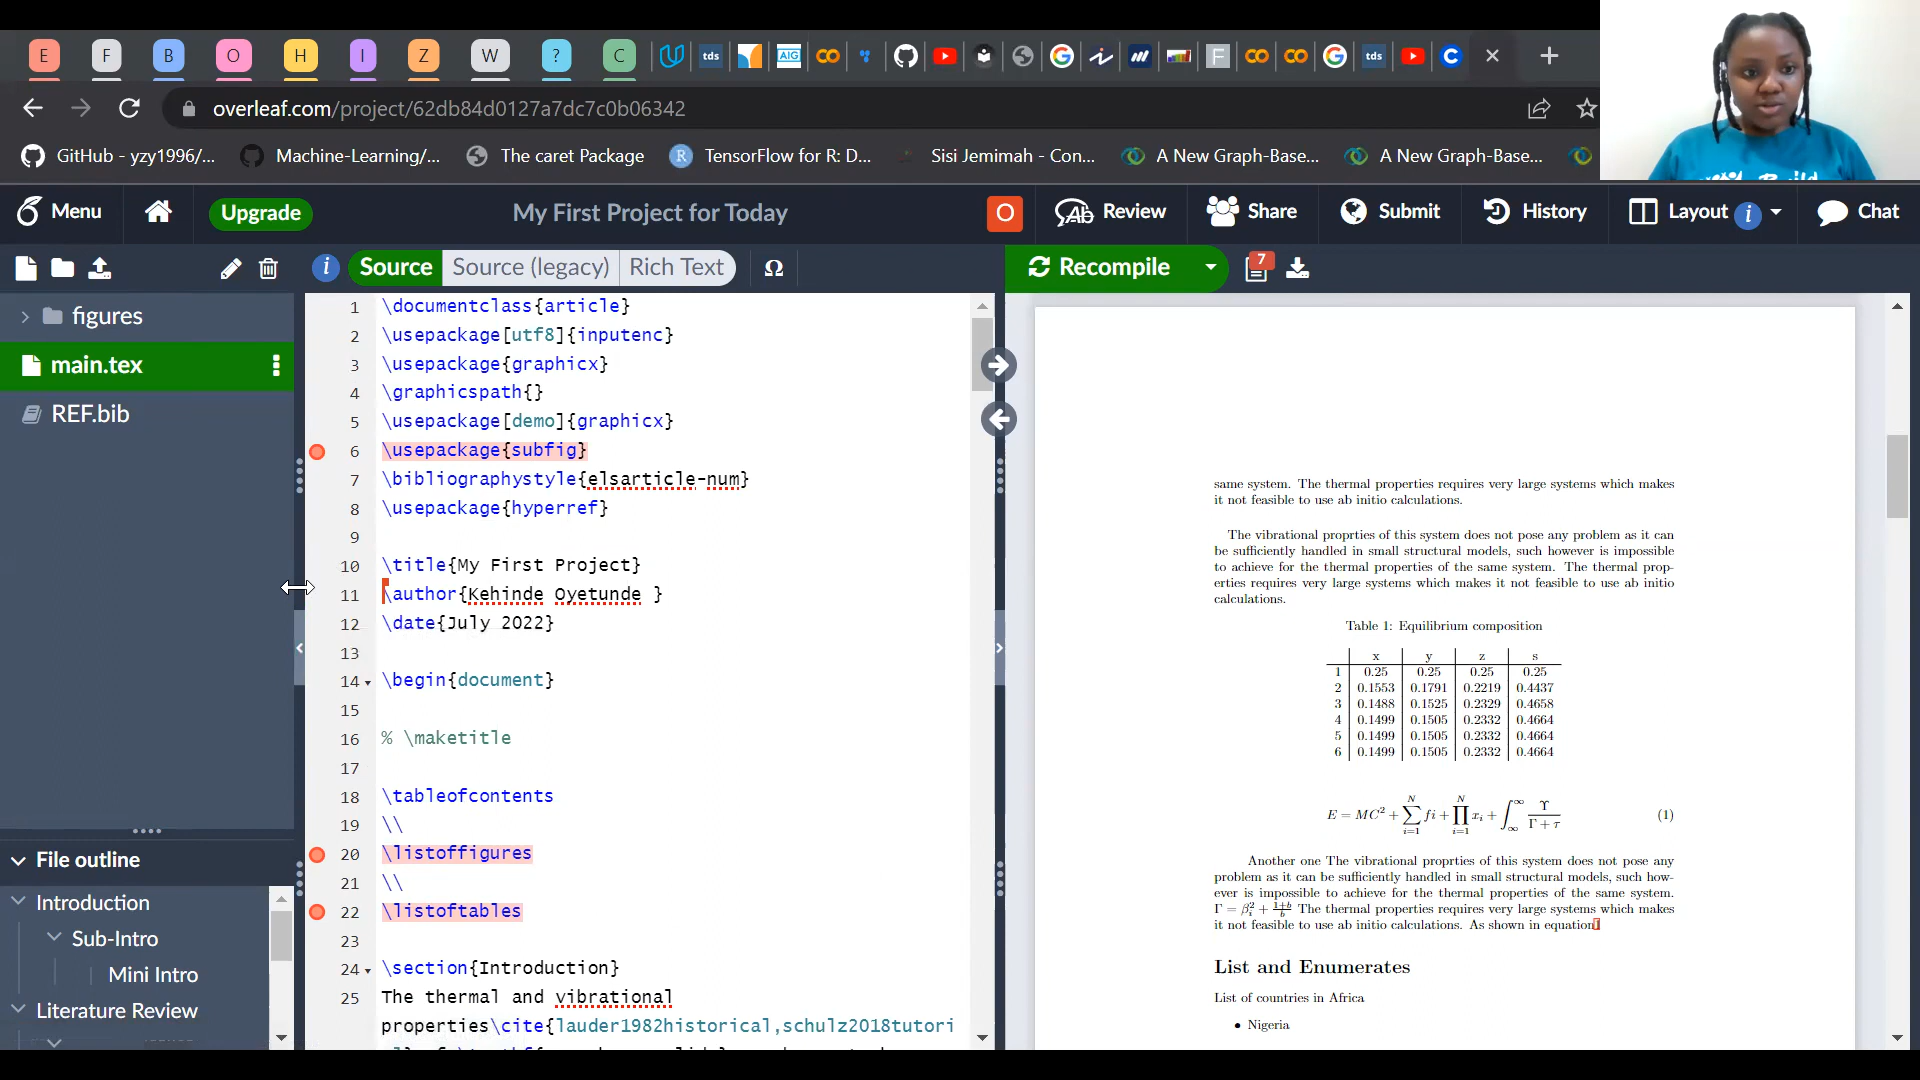 E F B O H I Z W ? C tds AIG F tds
overleaf.com/project/62db84d0127a7dc7c0b06342
GitHub - yzy1996/... Machine-Learning/... The caret Package TensorFlow for R: D... Sisi Jemimah - Con... A New Graph-Base... A New Graph-Base...
Menu Upgrade My First Project for Today O Review Share Submit History Layout Chat
Source Source (legacy) Rich Text Ω Recompile 7
figures
main.tex
REF.bib
File outline
Introduction
Sub-Intro
Mini Intro
Literature Review
1 \documentclass{article}
2 \usepackage[utf8]{inputenc}
3 \usepackage{graphicx}
4 \graphicspath{}
5 \usepackage[demo]{graphicx}
6 \usepackage{subfig}
7 \bibliographystyle{elsarticle-num}
8 \usepackage{hyperref}
9
10 \title{My First Project}
11 \author{Kehinde Oyetunde }
12 \date{July 2022}
13
14 \begin{document}
15
16 % \maketitle
17
18 \tableofcontents
19 \\
20 \listoffigures
21 \\
22 \listoftables
23
24 \section{Introduction}
25 The thermal and vibrational
properties\cite{lauder1982historical,schulz2018tutori
same system. The thermal properties requires very large systems which makes
it not feasible to use ab initio calculations.
The vibrational proprties of this system does not pose any problem as it can
be sufficiently handled in small structural models, such however is impossible
to achieve for the thermal properties of the same system. The thermal prop-
erties requires very large systems which makes it not feasible to use ab initio
calculations.
Table 1: Equilibrium composition
x y z s
1 0.25 0.25 0.25 0.25
2 0.1553 0.1791 0.2219 0.4437
3 0.1488 0.1525 0.2329 0.4658
4 0.1499 0.1505 0.2332 0.4664
5 0.1499 0.1505 0.2332 0.4664
6 0.1499 0.1505 0.2332 0.4664
E = MC² + ∑_{i=1}^{N} fi + ∏_{i=1}^{N} x_i + ∫_{∞}^{∞} ϒ/(Γ + τ) (1)
Another one The vibrational proprties of this system does not pose any
problem as it can be sufficiently handled in small structural models, such how-
ever is impossible to achieve for the thermal properties of the same system.
Γ = β_i² + (1+b)/b The thermal properties requires very large systems which makes
it not feasible to use ab initio calculations. As shown in equation
List and Enumerates
List of countries in Africa
• Nigeria